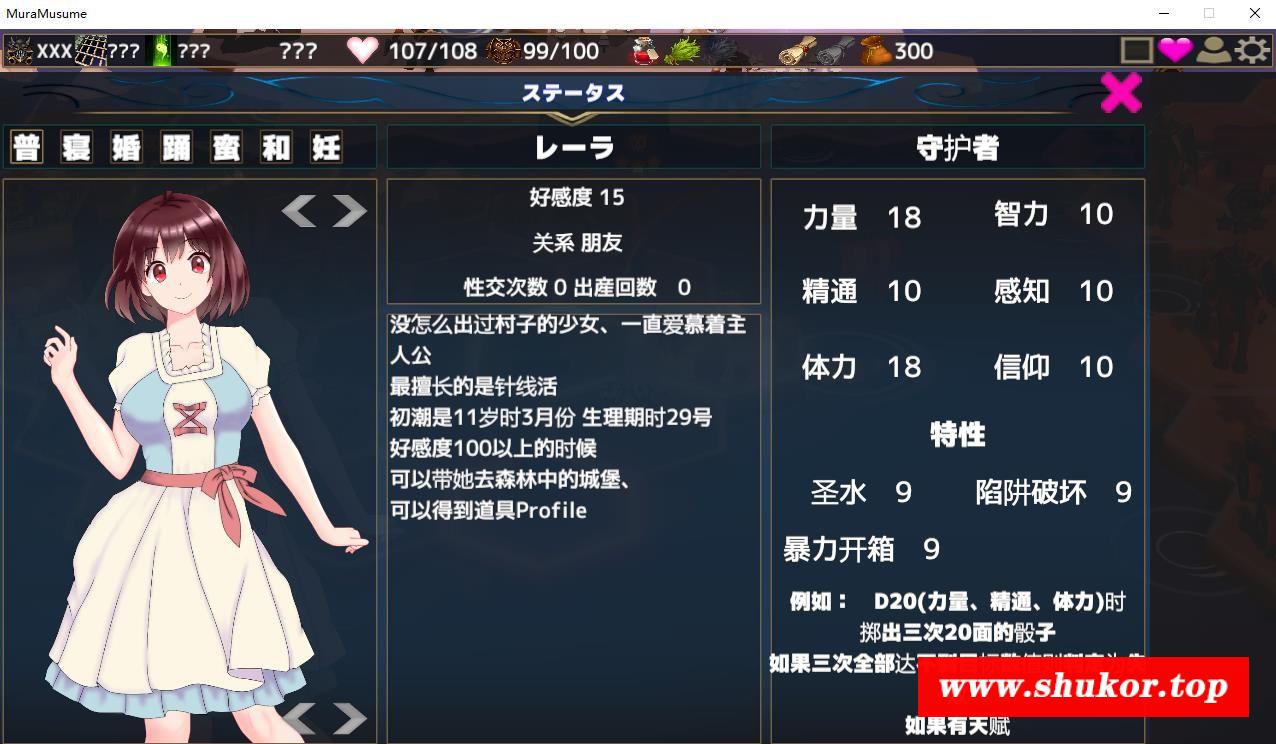 MuraMusume
XXX ??? ??? ??? 107/108 99/100 300
ステータス
普 寝 婚 踊 蛮 和 妊
レーラ
守护者
好感度 15
关系 朋友
性交次数 0 出産回数 0
没怎么出过村子的少女、一直爱慕着主
人公
最擅长的是针线活
初潮是11岁时3月份 生理期时29号
好感度100以上的时候
可以带她去森林中的城堡、
可以得到道具Profile
力量 18 智力 10
精通 10 感知 10
体力 18 信仰 10
特性
圣水 9 陷阱破坏 9
暴力开箱 9
例如： D20(力量、精通、体力)时
掷出三次20面的骰子
如果三次全部达
www.shukor.top
如果有天赋